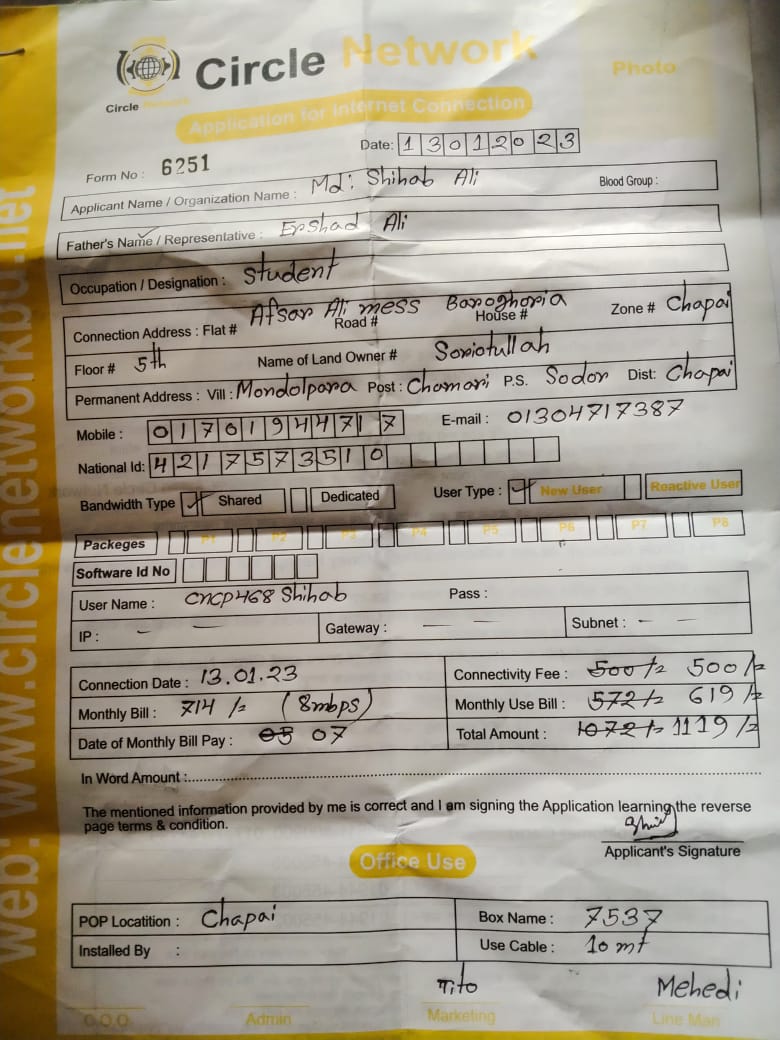 Circle Network
Circle Network
Photo
Application for Internet Connection
Date: 13012023
Form No : 6251
Applicant Name / Organization Name : Md: Shihab Ali Blood Group :
Father's Name / Representative : Ershad Ali
Occupation / Designation : Student
Connection Address : Flat # Afsar Ali mess Road # Baroghoria House # Zone # Chapai
Floor # 5th Name of Land Owner # Soriotullah
Permanent Address : Vill : Mondolpara Post : Chamari P.S. Sodor Dist: Chapai
Mobile : 01701944717 E-mail : 01304717387
National Id: 4217573510
Bandwidth Type Shared Dedicated User Type : New User Roactive User
Packeges P1 P2 P3 P4 P5 P6 P7 P8
Software Id No
User Name : CNCP468 Shihab Pass :
IP : — — Gateway : — — Subnet : — —
Connection Date : 13.01.23 Connectivity Fee : 500/= 500/=
Monthly Bill : 714 /= (8mbps) Monthly Use Bill : 572/= 619/=
Date of Monthly Bill Pay : 05 07 Total Amount : 1072/= 1119/=
In Word Amount :
The mentioned information provided by me is correct and I am signing the Application learning the reverse
page terms & condition.
Applicant's Signature
Office Use
POP Locatition : Chapai Box Name : 7537
Installed By : Use Cable : 10 mt
Tito Mehedi
C.O.O Admin Marketing Line Man
web: www.circlenetworkbd.net